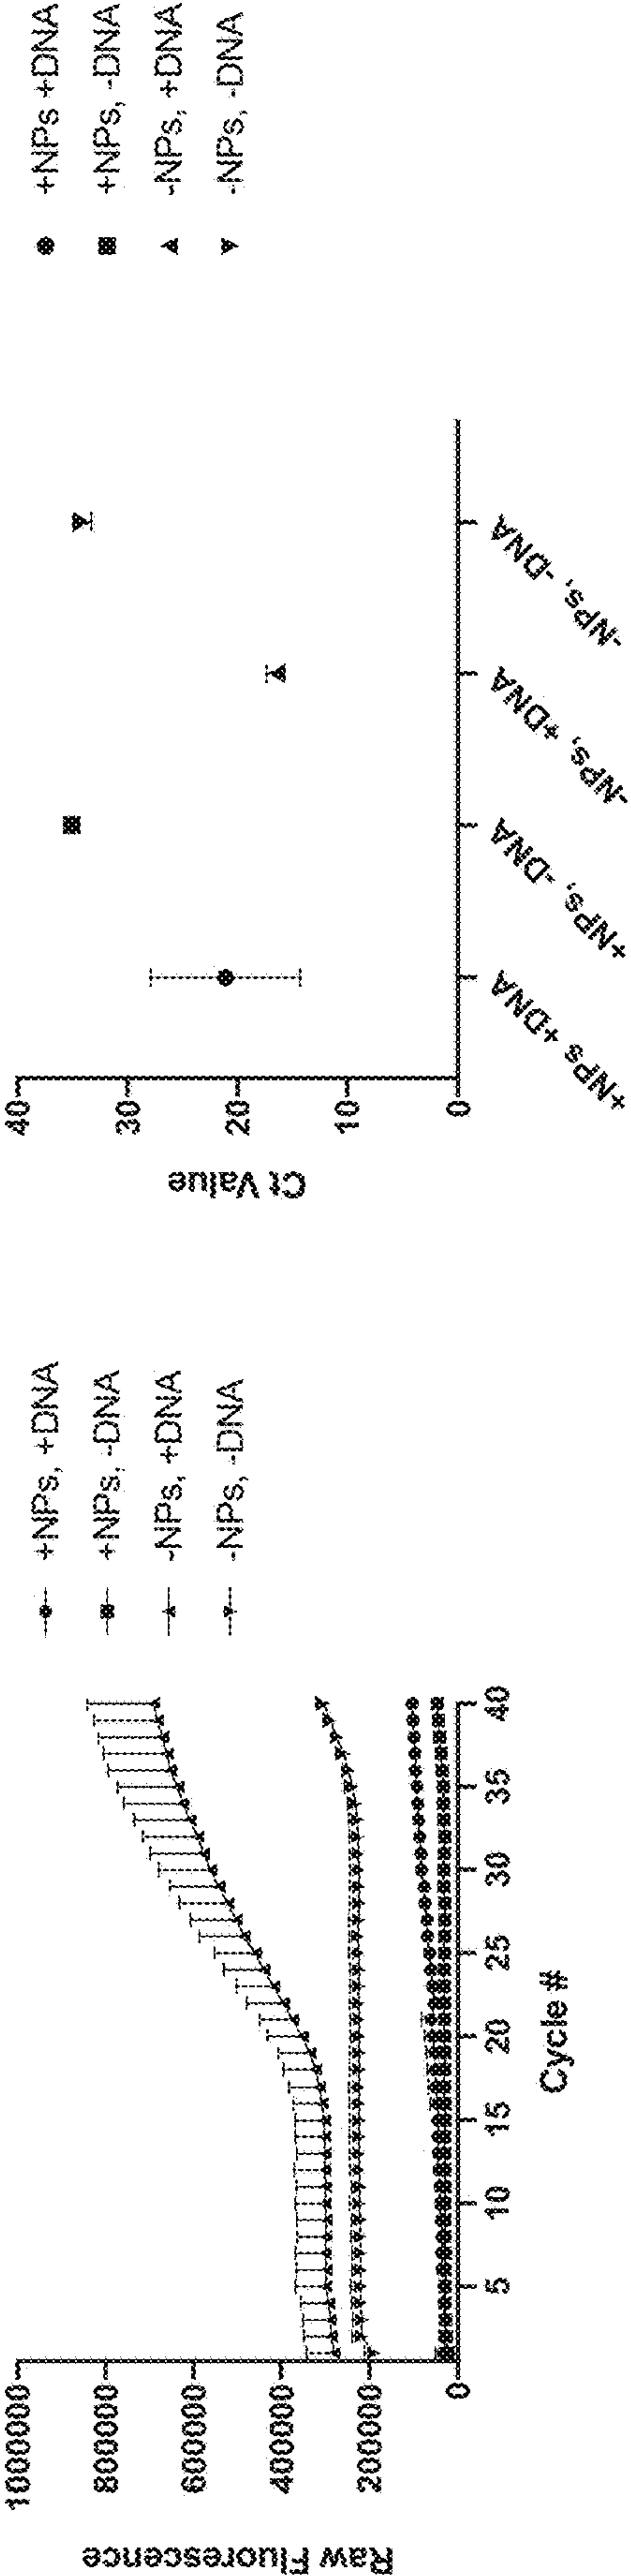 Raw Fluorescence
1000000
800000
600000
400000
200000
0
5
10
15
20
25
30
35
40
Cycle #
+NPs, +DNA
+NPs, -DNA
-NPs, +DNA
-NPs, -DNA
Ct Value
40
30
20
10
0
+NPs +DNA
+NPs, -DNA
-NPs, +DNA
-NPs, -DNA
+NPs +DNA
+NPs, -DNA
-NPs, +DNA
-NPs, -DNA